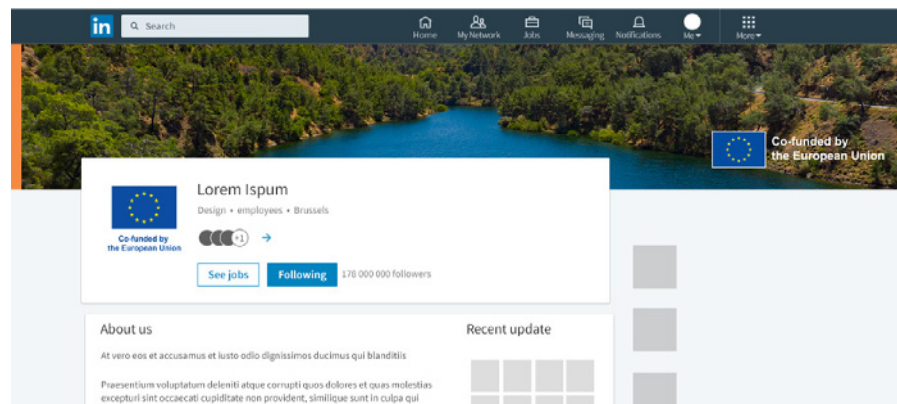 in
Search
Home
My Network
Jobs
Messaging
Notifications
Me
More
Co-funded by
the European Union
Lorem Ispum
Design • employees • Brussels
Co-funded by
the European Union
+1
See jobs
Following
178 000 000 followers
About us
At vero eos et accusamus et iusto odio dignissimos ducimus qui blanditiis
Praesentium voluptatum deleniti atque corrupti quos dolores et quas molestias
excepturi sint occaecati cupiditate non provident, similique sunt in culpa qui
Recent update